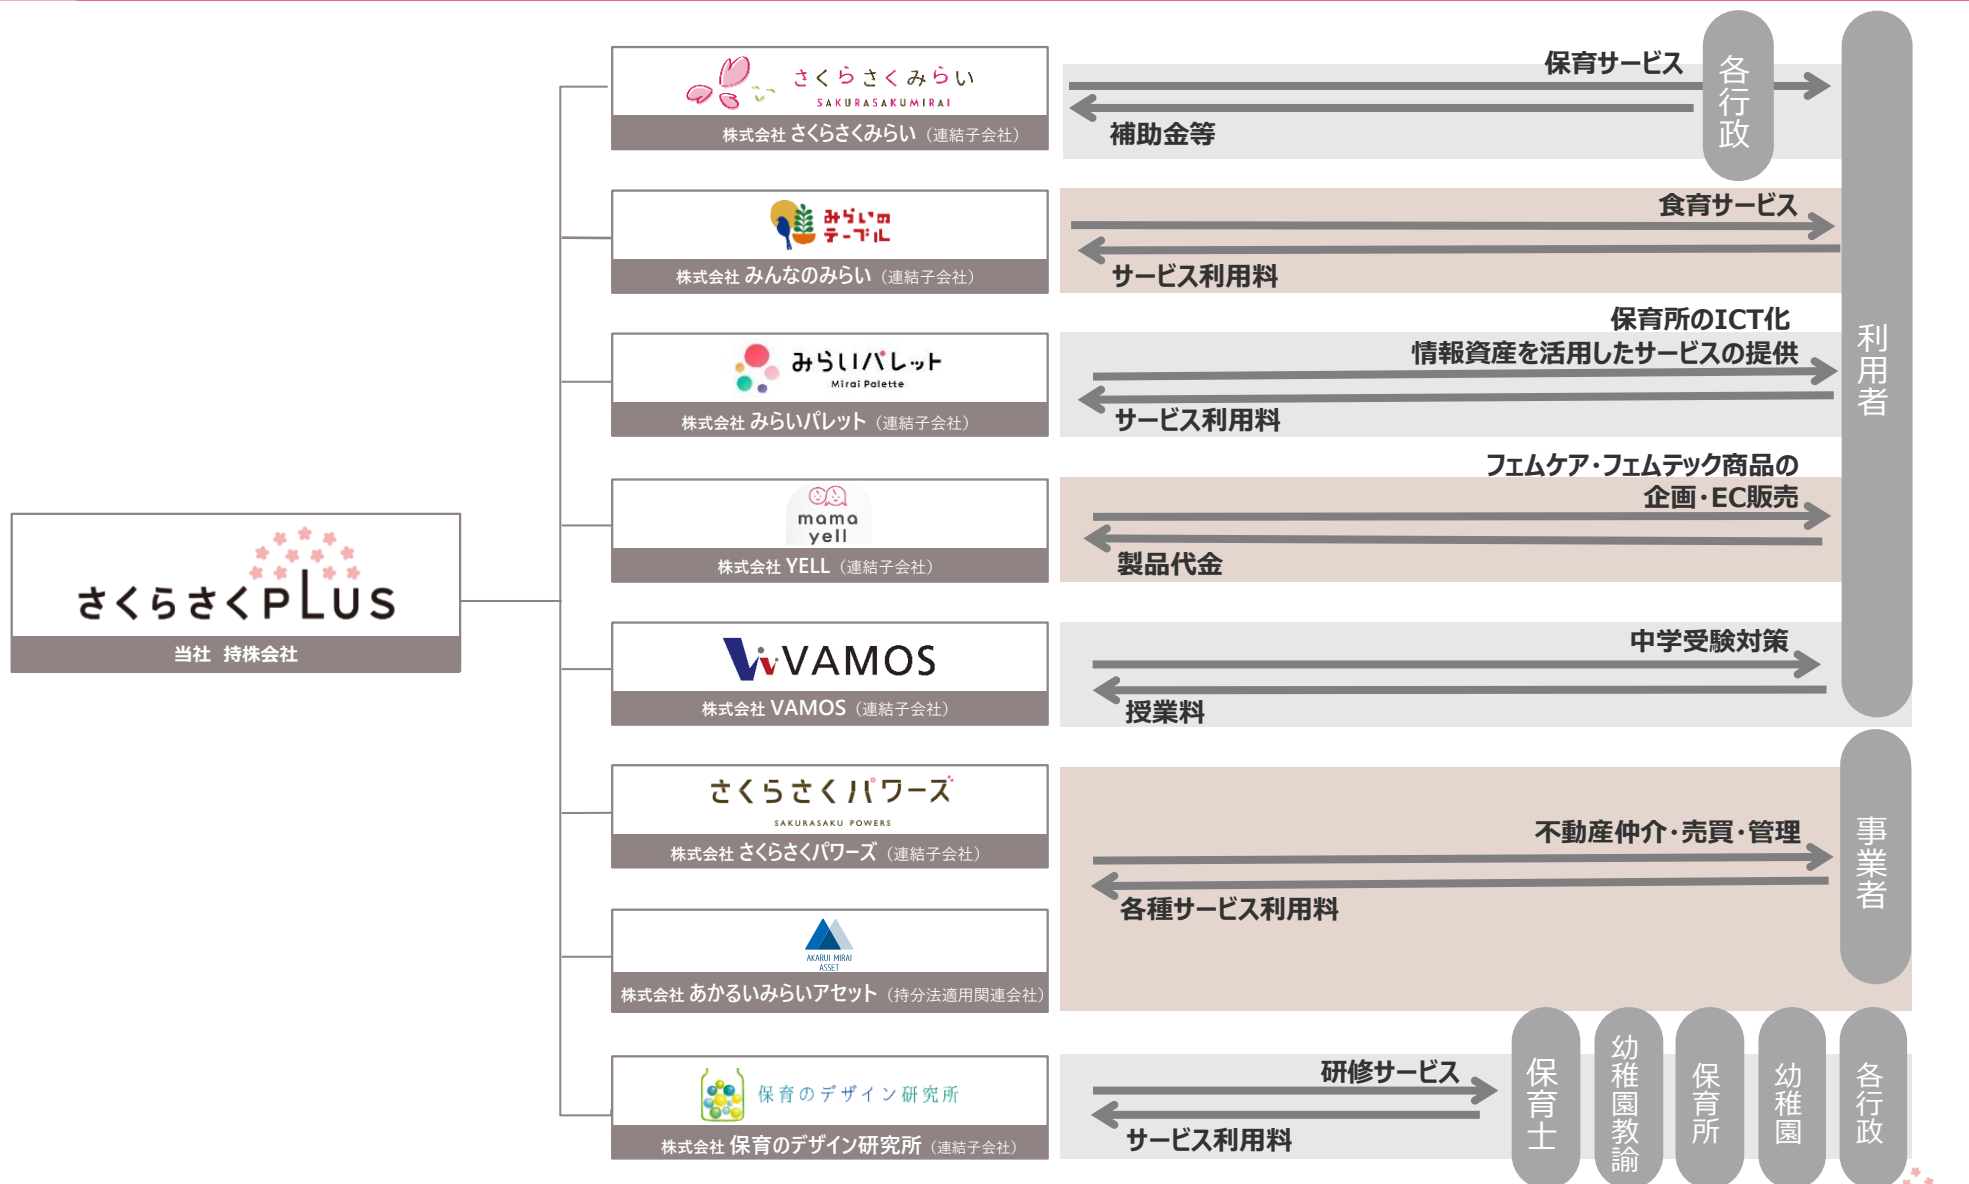 さくらさくPLUS
当社 持株会社
さくらさくみらい
SAKURASAKUMIRAI
株式会社 さくらさくみらい（連結子会社）
保育サービス
補助金等
各行政
みらいの
テーブル
株式会社 みんなのみらい（連結子会社）
食育サービス
サービス利用料
みらいパレット
Mirai Palette
株式会社 みらいパレット（連結子会社）
保育所のICT化
情報資産を活用したサービスの提供
サービス利用料
利用者
mama
yell
株式会社 YELL（連結子会社）
フェムケア・フェムテック商品の
企画・EC販売
製品代金
VAMOS
株式会社 VAMOS（連結子会社）
中学受験対策
授業料
さくらさくパワーズ
SAKURASAKU POWERS
株式会社 さくらさくパワーズ（連結子会社）
不動産仲介・売買・管理
各種サービス利用料
事業者
AKARUI MIRAI
ASSET
株式会社 あかるいみらいアセット（持分法適用関連会社）
保育のデザイン研究所
株式会社 保育のデザイン研究所（連結子会社）
研修サービス
サービス利用料
保育士
幼稚園教諭
保育所
幼稚園
各行政